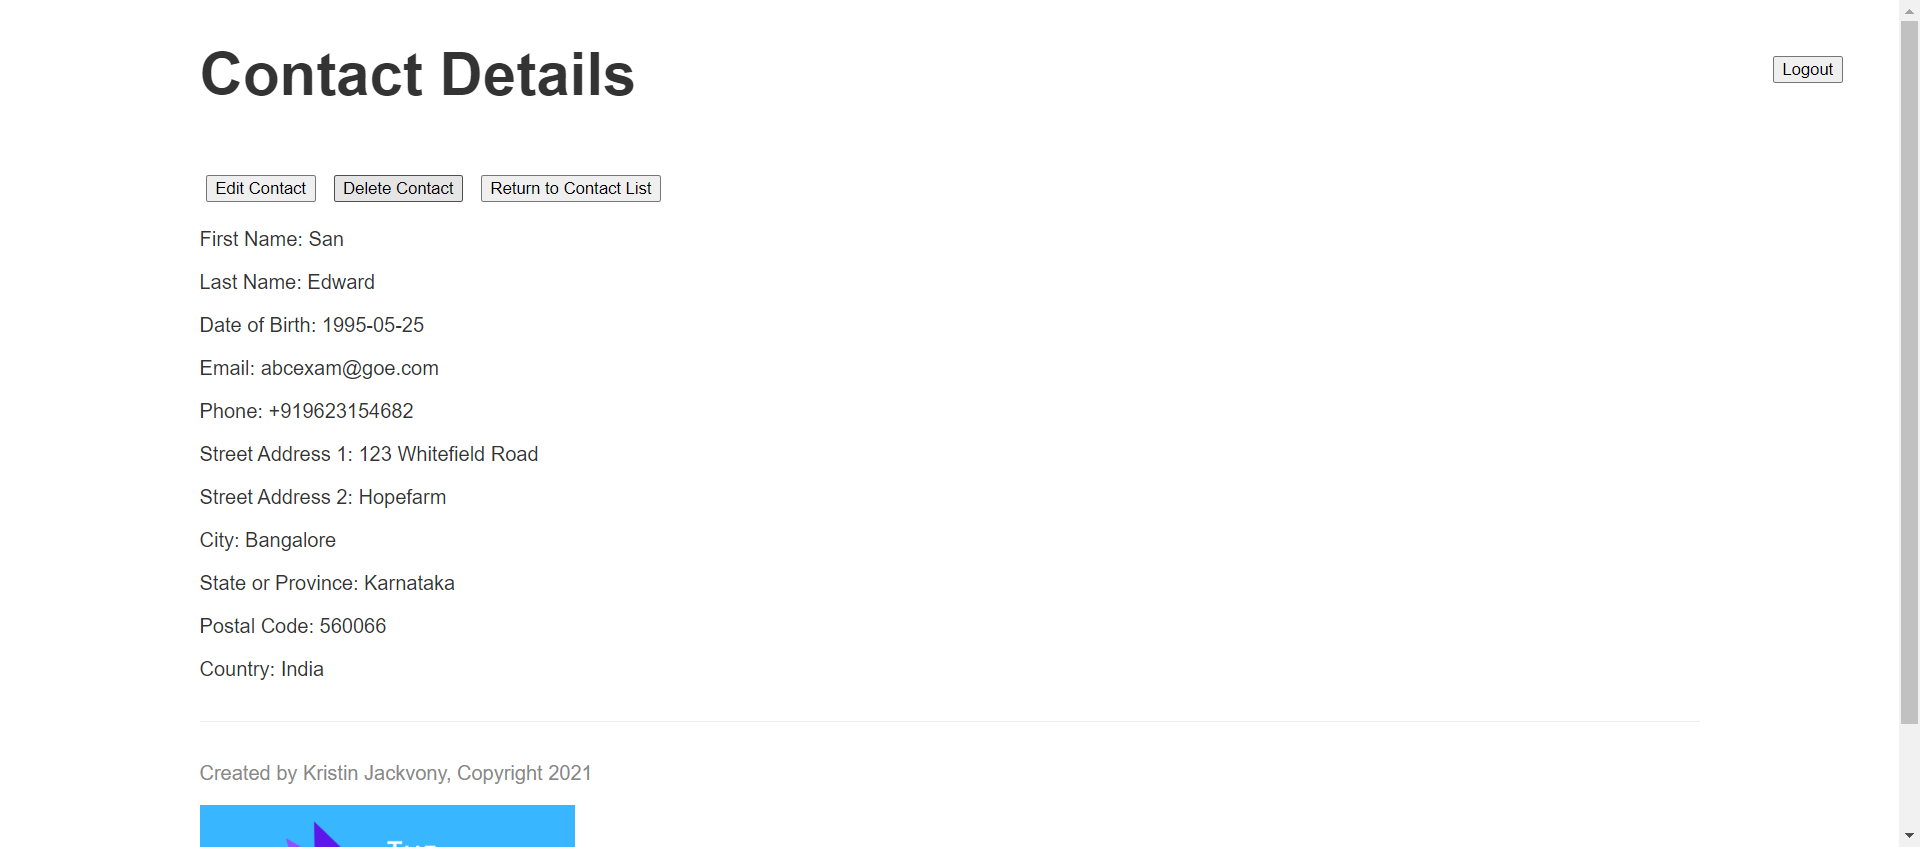 Contact Details
Logout
Edit Contact Delete Contact Return to Contact List
First Name: San
Last Name: Edward
Date of Birth: 1995-05-25
Email: abcexam@goe.com
Phone: +919623154682
Street Address 1: 123 Whitefield Road
Street Address 2: Hopefarm
City: Bangalore
State or Province: Karnataka
Postal Code: 560066
Country: India
Created by Kristin Jackvony, Copyright 2021